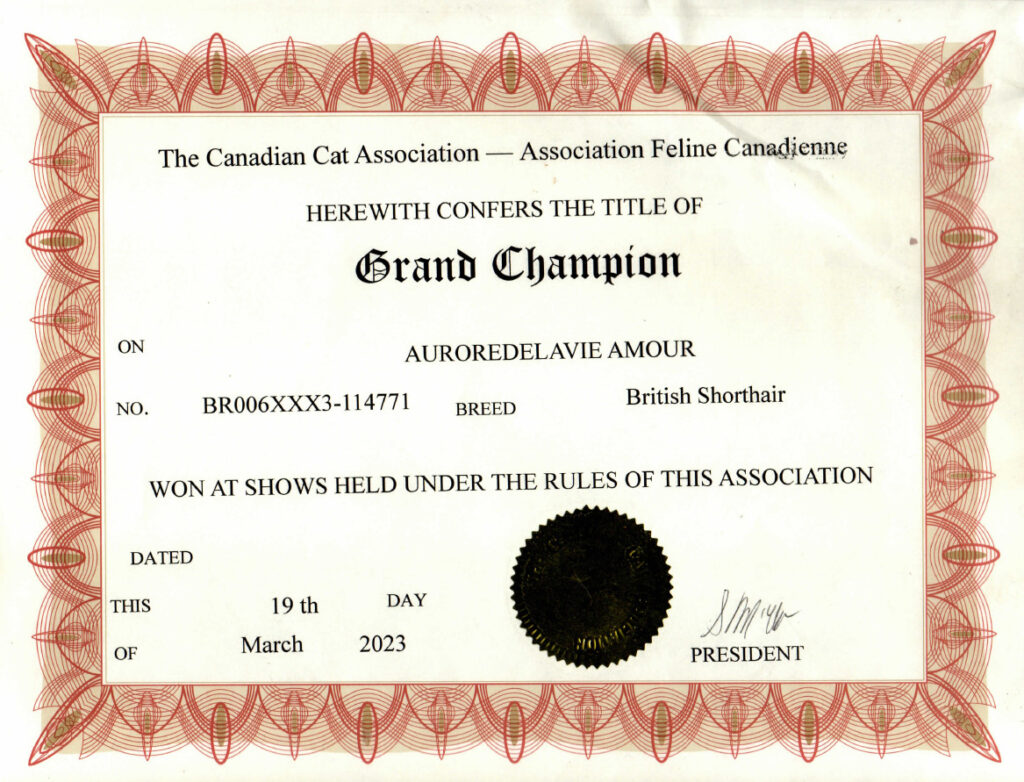 The Canadian Cat Association — Association Feline Canadienne
HEREWITH CONFERS THE TITLE OF
Grand Champion
ON AUROREDELAVIE AMOUR
NO. BR006XXX3-114771 BREED British Shorthair
WON AT SHOWS HELD UNDER THE RULES OF THIS ASSOCIATION
DATED
THIS 19 th DAY
OF March 2023
PRESIDENT